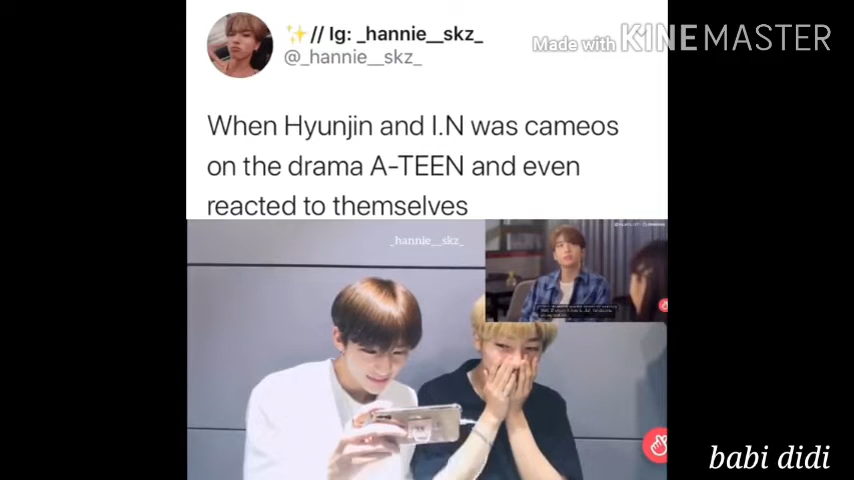 ✨// Ig: _hannie__skz_
@_hannie__skz_
Made with KINEMASTER
When Hyunjin and I.N was cameos
on the drama A-TEEN and even
reacted to themselves
_hannie__skz_
babi didi